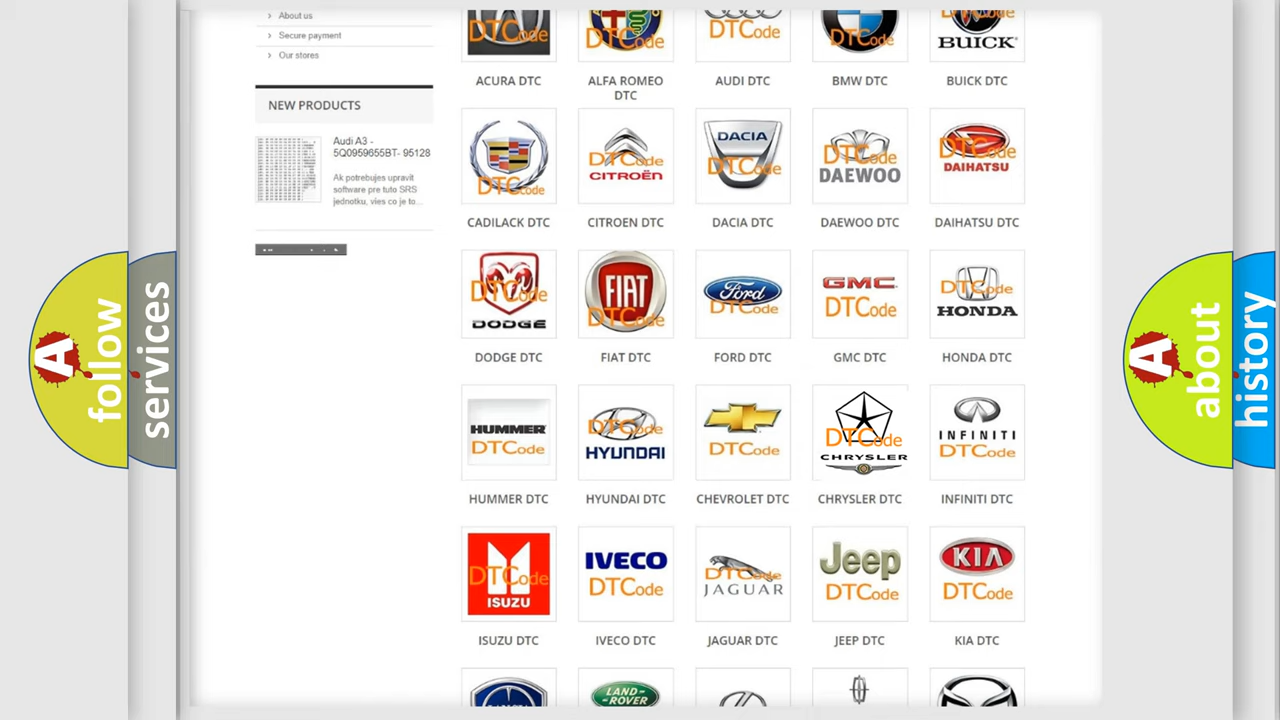 About us
Secure payment
Our stores
NEW PRODUCTS
Audi A3 -
5Q0959655BT- 95128
Ak potrebujes upravit
software pre tuto SRS
jednotku, vies co je to...
DTCode
DTCode
DTCode
DTCode
BUICK
ACURA DTC
ALFA ROMEO
DTC
AUDI DTC
BMW DTC
BUICK DTC
DTCode
DTCode
CITROËN
DACIA
DTCode
DTCode
DAEWOO
DTCode
DAIHATSU
CADILACK DTC
CITROEN DTC
DACIA DTC
DAEWOO DTC
DAIHATSU DTC
DTCode
DODGE
FIAT
DTCode
Ford
DTCode
GMC
DTCode
DTCode
HONDA
DODGE DTC
FIAT DTC
FORD DTC
GMC DTC
HONDA DTC
HUMMER
DTCode
DTCode
HYUNDAI
DTCode
DTCode
CHRYSLER
INFINITI
DTCode
HUMMER DTC
HYUNDAI DTC
CHEVROLET DTC
CHRYSLER DTC
INFINITI DTC
DTCode
ISUZU
IVECO
DTCode
DTCode
JAGUAR
Jeep
DTCode
KIA
DTCode
ISUZU DTC
IVECO DTC
JAGUAR DTC
JEEP DTC
KIA DTC
LAND-
ROVER
A
follow
services
A
about
history